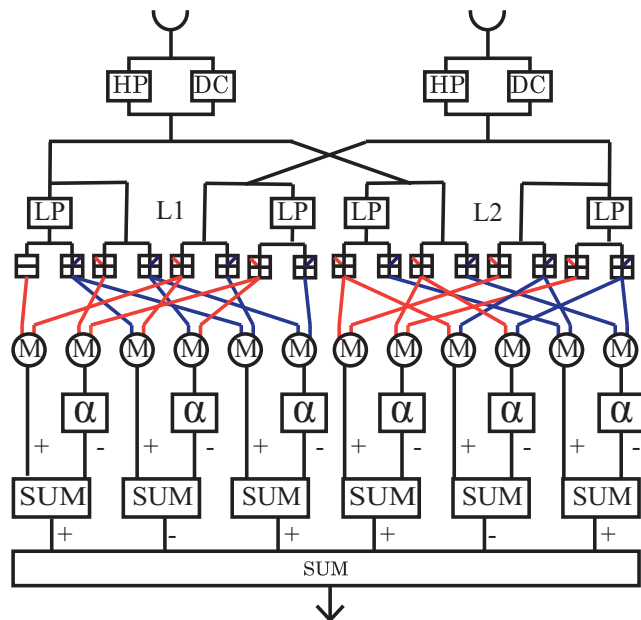 HP DC HP DC
L1 L2
LP LP LP LP
M M M M M M M M M M M M
α α α α α α
+ - + - + - + - + - + -
SUM SUM SUM SUM SUM SUM
+ - + + - +
SUM